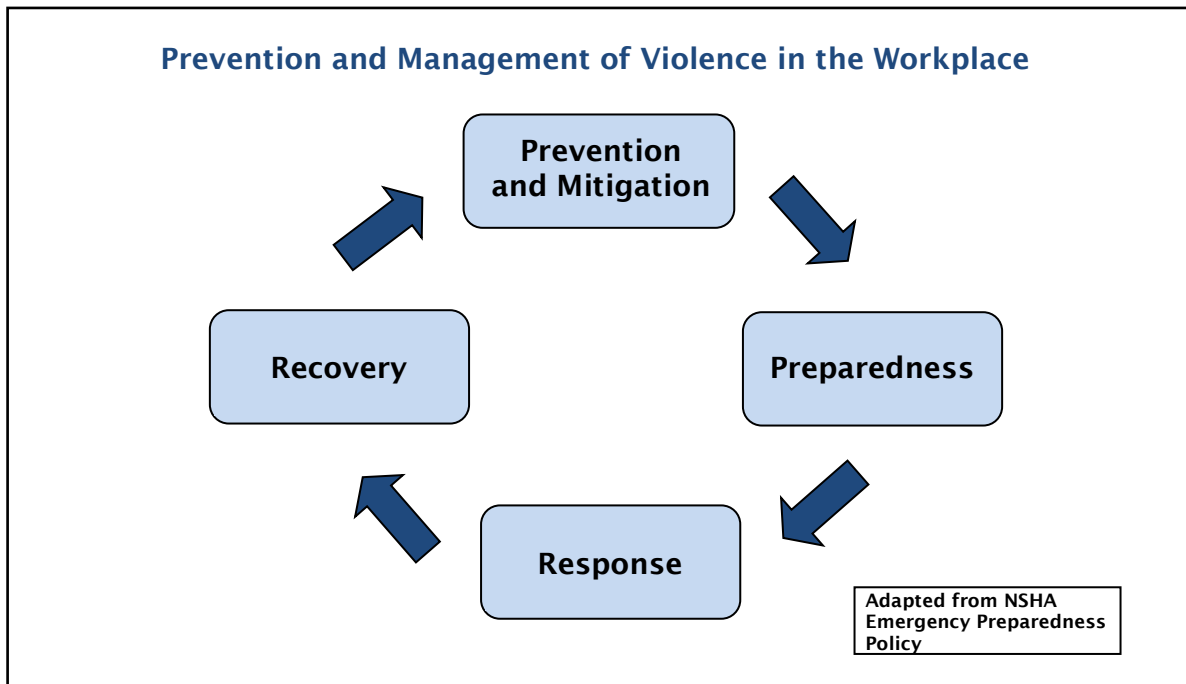 Prevention and Management of Violence in the Workplace
Prevention
and Mitigation
Recovery
Preparedness
Response
Adapted from NSHA
Emergency Preparedness
Policy